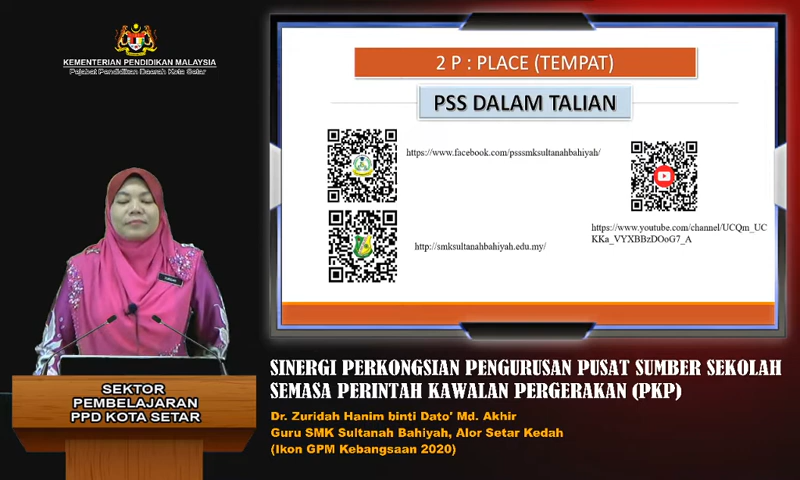 KEMENTERIAN PENDIDIKAN MALAYSIA
Pejabat Pendidikan Daerah Kota Setar
2 P : PLACE (TEMPAT)
PSS DALAM TALIAN
https://www.facebook.com/psssmksultanahbahiyah/
http://smksultanahbahiyah.edu.my/
https://www.youtube.com/channel/UCQm_UC
KKa_VYXBBzDOoG7_A
SEKTOR
PEMBELAJARAN
PPD KOTA SETAR
SINERGI PERKONGSIAN PENGURUSAN PUSAT SUMBER SEKOLAH
SEMASA PERINTAH KAWALAN PERGERAKAN (PKP)
Dr. Zuridah Hanim binti Dato' Md. Akhir
Guru SMK Sultanah Bahiyah, Alor Setar Kedah
(Ikon GPM Kebangsaan 2020)